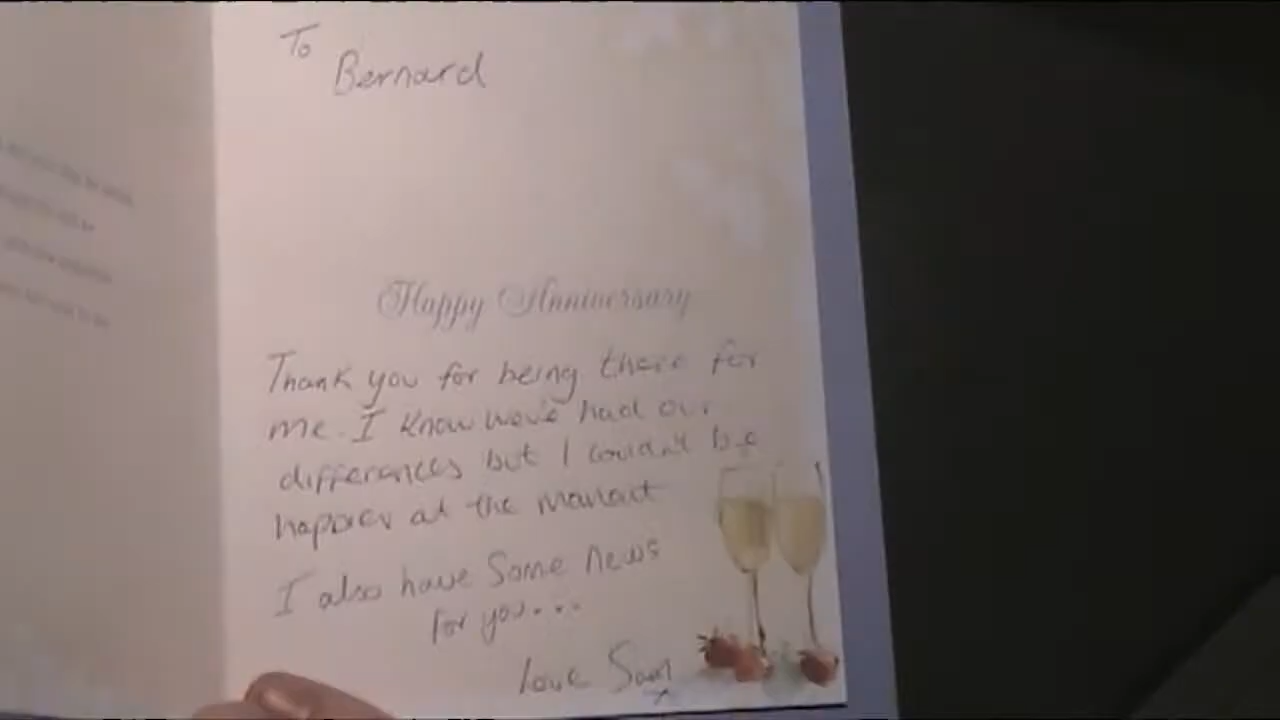 To
Bernard
Happy Anniversary
Thank you for being there for
me. I know we've had our
differences but I couldn't be
happier at the moment
I also have some news
for you...
love Sam
x